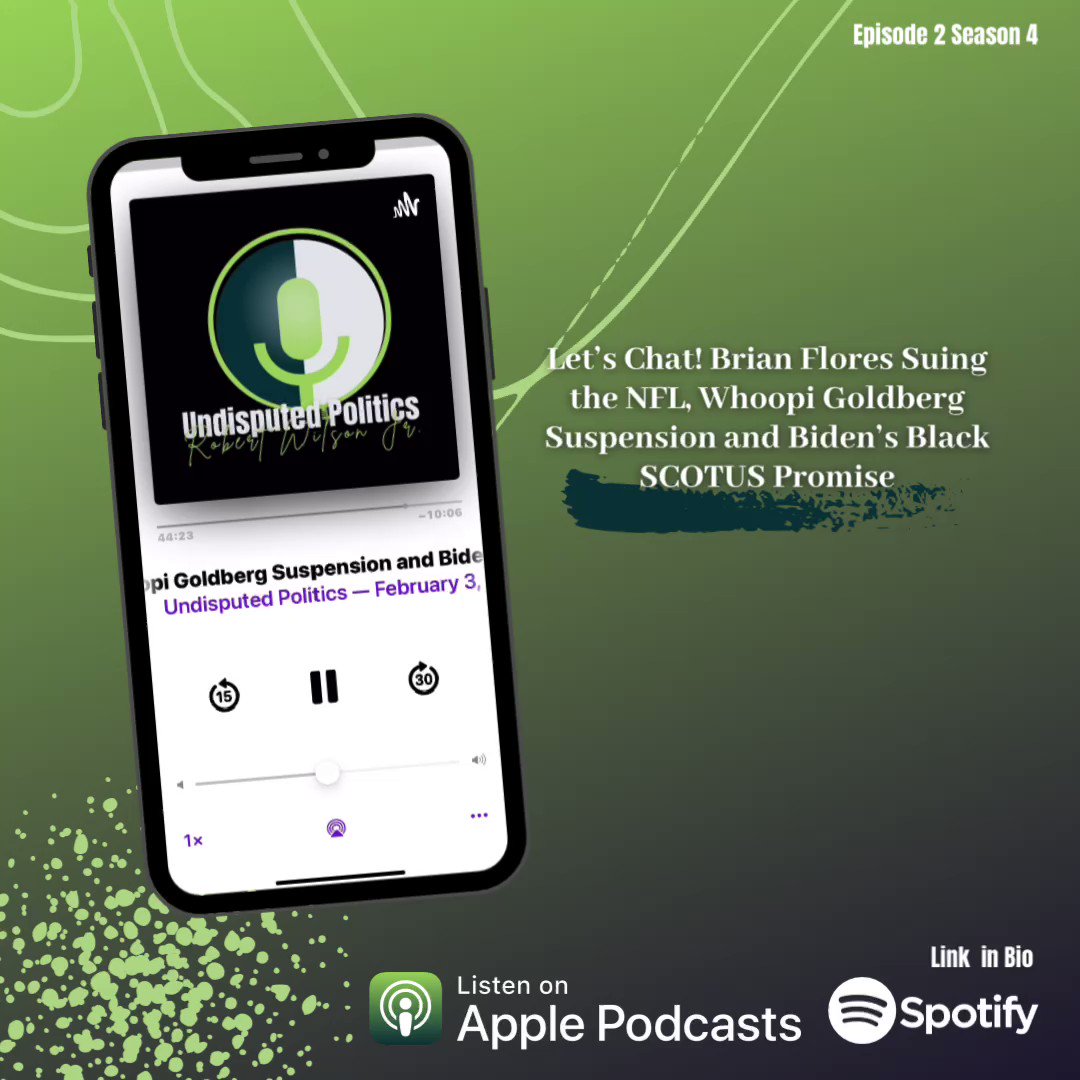 Episode 2 Season 4
Undisputed Politics
Robert Wilson Jr.
44:23
-10:06
opi Goldberg Suspension and Bide
Undisputed Politics — February 3,
15
30
1×
Let's Chat! Brian Flores Suing
the NFL, Whoopi Goldberg
Suspension and Biden's Black
SCOTUS Promise
Link in Bio
Listen on
Apple Podcasts
Spotify